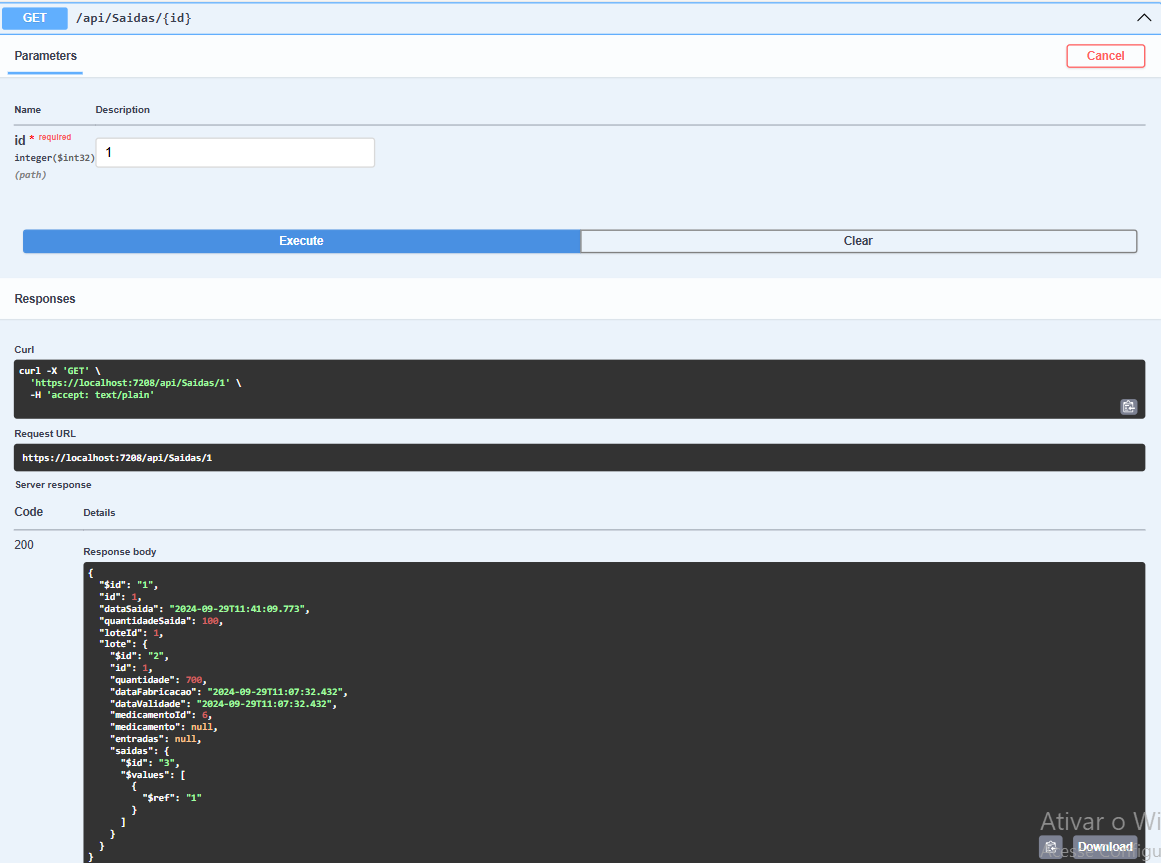 GET /api/Saidas/{id}
Parameters
Cancel
Name Description
id * required
integer($int32)
(path)
1
Execute
Clear
Responses
Curl
curl -X 'GET' \
  'https://localhost:7208/api/Saidas/1' \
  -H 'accept: text/plain'
Request URL
https://localhost:7208/api/Saidas/1
Server response
Code Details
200
Response body
{
  "$id": "1",
  "id": 1,
  "dataSaida": "2024-09-29T11:41:09.773",
  "quantidadeSaida": 100,
  "loteId": 1,
  "lote": {
    "$id": "2",
    "id": 1,
    "quantidade": 700,
    "dataFabricacao": "2024-09-29T11:07:32.432",
    "dataValidade": "2024-09-29T11:07:32.432",
    "medicamentoId": 6,
    "medicamento": null,
    "entradas": null,
    "saidas": {
      "$id": "3",
      "$values": [
        {
          "$ref": "1"
        }
      ]
    }
  }
}
Ativar o Wi
Download